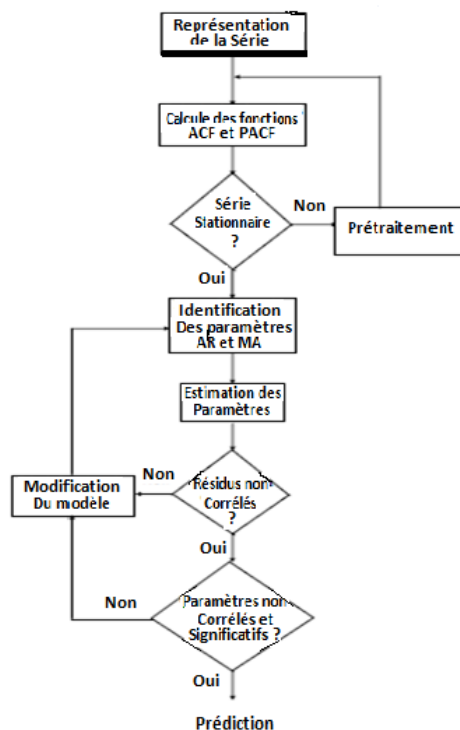 Représentation
de la Série
Calcule des fonctions
ACF et PACF
Série
Stationnaire
?
Non
Prétraitement
Oui
Identification
Des paramètres
AR et MA
Estimation des
Paramètres
Non
Résidus non
Corrélés
?
Modification
Du modèle
Oui
Non
Paramètres non
Corrélés et
Significatifs ?
Oui
Prédiction